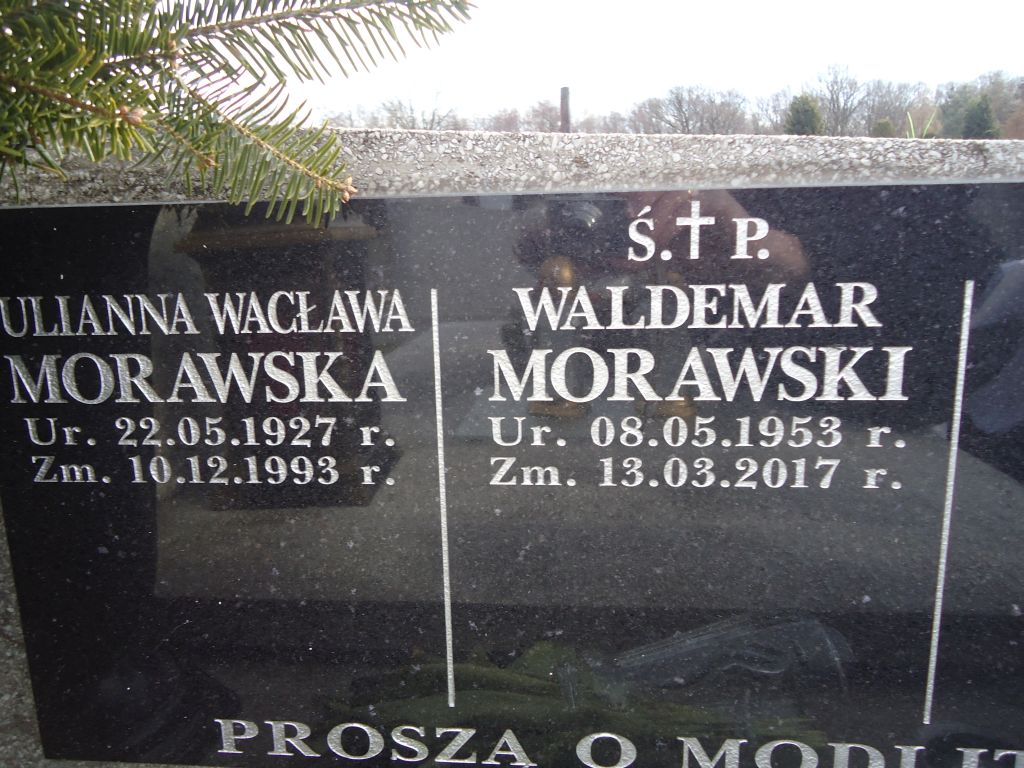 ULIANNA WACŁAWA
MORAWSKA
Ur. 22.05.1927 r.
Zm. 10.12.1993 r.
Ś.†P.
WALDEMAR
MORAWSKI
Ur. 08.05.1953 r.
Zm. 13.03.2017 r.
PROSZĄ O MODLIT